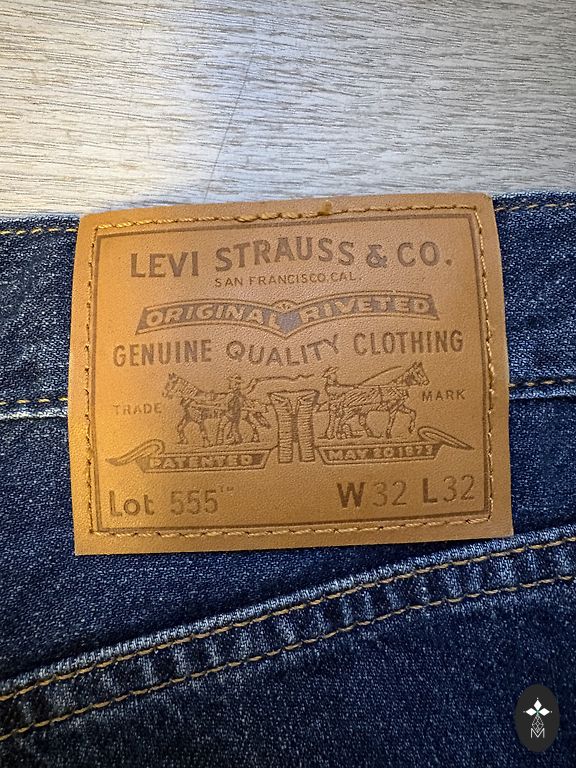 LEVI STRAUSS & CO.
SAN FRANCISCO, CAL.
ORIGINAL RIVETED
GENUINE QUALITY CLOTHING
TRADE MARK
PATENTED MAY 20 1873
Lot 555™ W32 L32
M